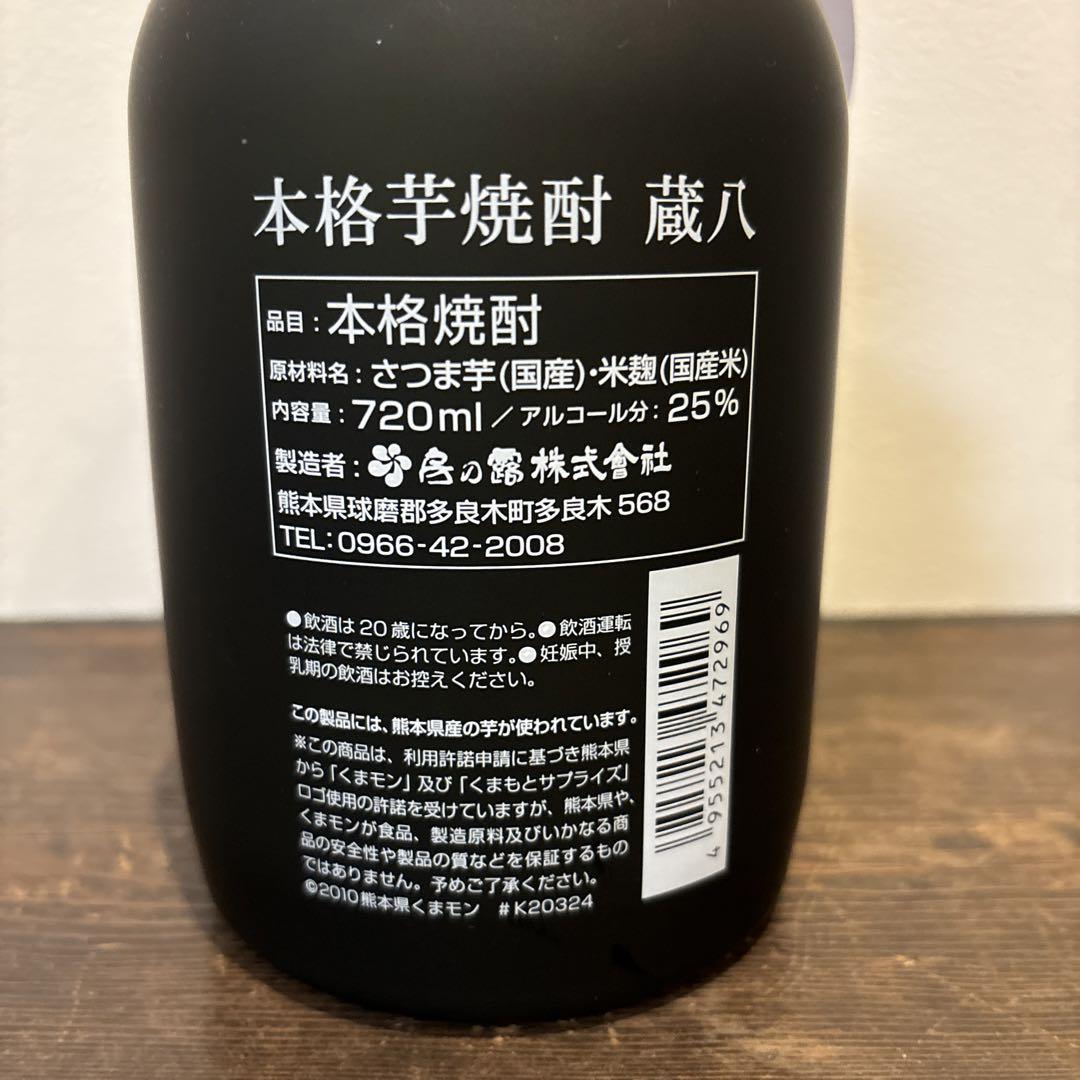 本格芋焼酎 蔵八
品目：本格焼酎
原材料名：さつま芋(国産)・米麹(国産米)
内容量：720ml／アルコール分：25%
製造者：房の露株式會社
熊本県球磨郡多良木町多良木568
TEL：0966-42-2008
●飲酒は20歳になってから。●飲酒運転
は法律で禁じられています。●妊娠中、授
乳期の飲酒はお控えください。
この製品には、熊本県産の芋が使われています。
※この商品は、利用許諾申請に基づき熊本県
から「くまモン」及び「くまもとサプライズ」
ロゴ使用の許諾を受けていますが、熊本県や、
くまモンが食品、製造原料及びいかなる商
品の安全性や製品の質などを保証するもの
ではありません。予めご了承ください。
©2010熊本県くまモン #K20324
4 955213 472969